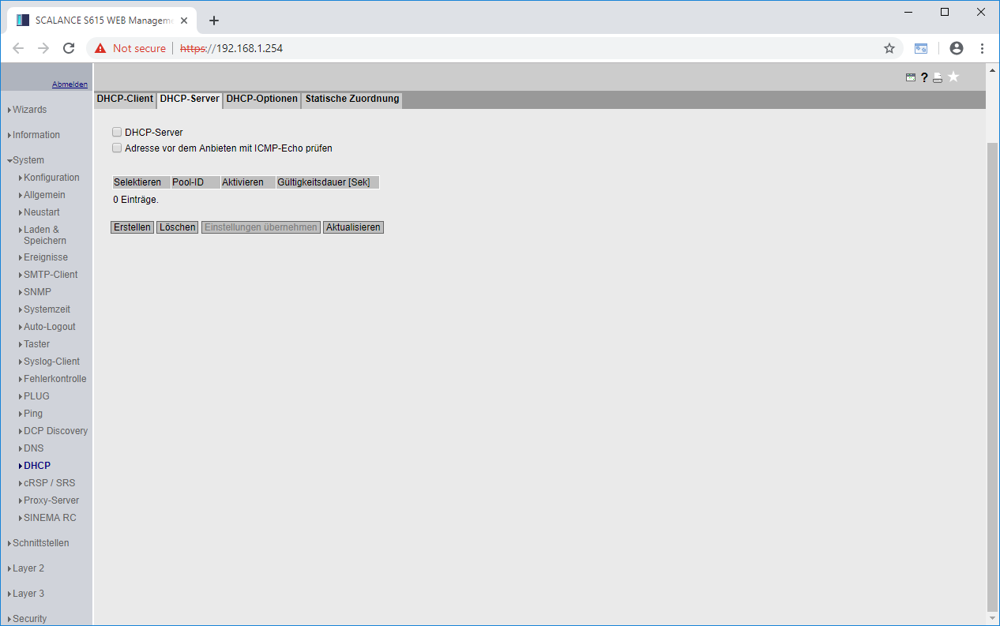 SCALANCE S615 WEB Manageme
Not secure
https://192.168.1.254
Abmelden
DHCP-Client DHCP-Server DHCP-Optionen Statische Zuordnung
Wizards
Information
System
Konfiguration
Allgemein
Neustart
Laden &
Speichern
Ereignisse
SMTP-Client
SNMP
Systemzeit
Auto-Logout
Taster
Syslog-Client
Fehlerkontrolle
PLUG
Ping
DCP Discovery
DNS
DHCP
cRSP / SRS
Proxy-Server
SINEMA RC
Schnittstellen
Layer 2
Layer 3
Security
DHCP-Server
Adresse vor dem Anbieten mit ICMP-Echo prüfen
Selektieren Pool-ID Aktivieren Gültigkeitsdauer [Sek]
0 Einträge.
Erstellen Löschen Einstellungen übernehmen Aktualisieren